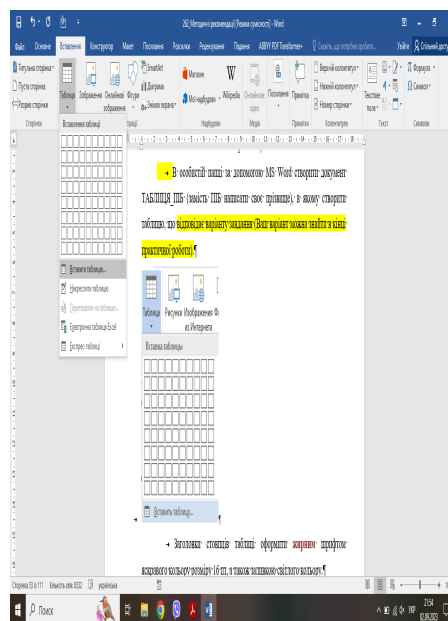 262_Методичні рекомендації [Режим сумісності] - Word
Файл Основне Вставлення Конструктор Макет Посилання Розсилки Рецензування Подання ABBYY PDF Transformer+ Скажіть, що потрібно зробити... Увійти Спільний доступ
Титульна сторінка
Пуста сторінка
Розрив сторінки
Сторінки
Таблиця
Зображення
Онлайнові зображення
Фігури
SmartArt
Діаграма
Знімок екрана
Магазин
Мої надбудови
Надбудови
Wikipedia
Онлайнове відео
Медіа
Посилання
Примітка
Примітки
Верхній колонтитул
Нижній колонтитул
Номер сторінки
Колонтитули
Текстове поле
Текст
Формула
Символ
Символи
Вставлення таблиці
Вставити таблицю...
Накреслити таблицю
Перетворити на таблицю...
Електронна таблиця Excel
Експрес-таблиці
В особистій папці за допомогою MS Word створити документ
ТАБЛИЦЯ_ПІБ (замість ПІБ написати своє прізвище), в якому створити
таблицю, що відповідає варіанту завдання (Ваш варіант можна знайти в кінці
практичної роботи).¶
Таблица Рисунки Изображения
из Интернета
Вставка таблицы
Вставить таблицу...
Заголовки стовпців таблиці оформити жирним шрифтом
яскравого кольору розміру 16 пт, а також заливкою світлого кольору.¶
Сторінка 33 із 111 Кількість слів: 8332 українська
Поиск
УКР
21:54
02.09.2023